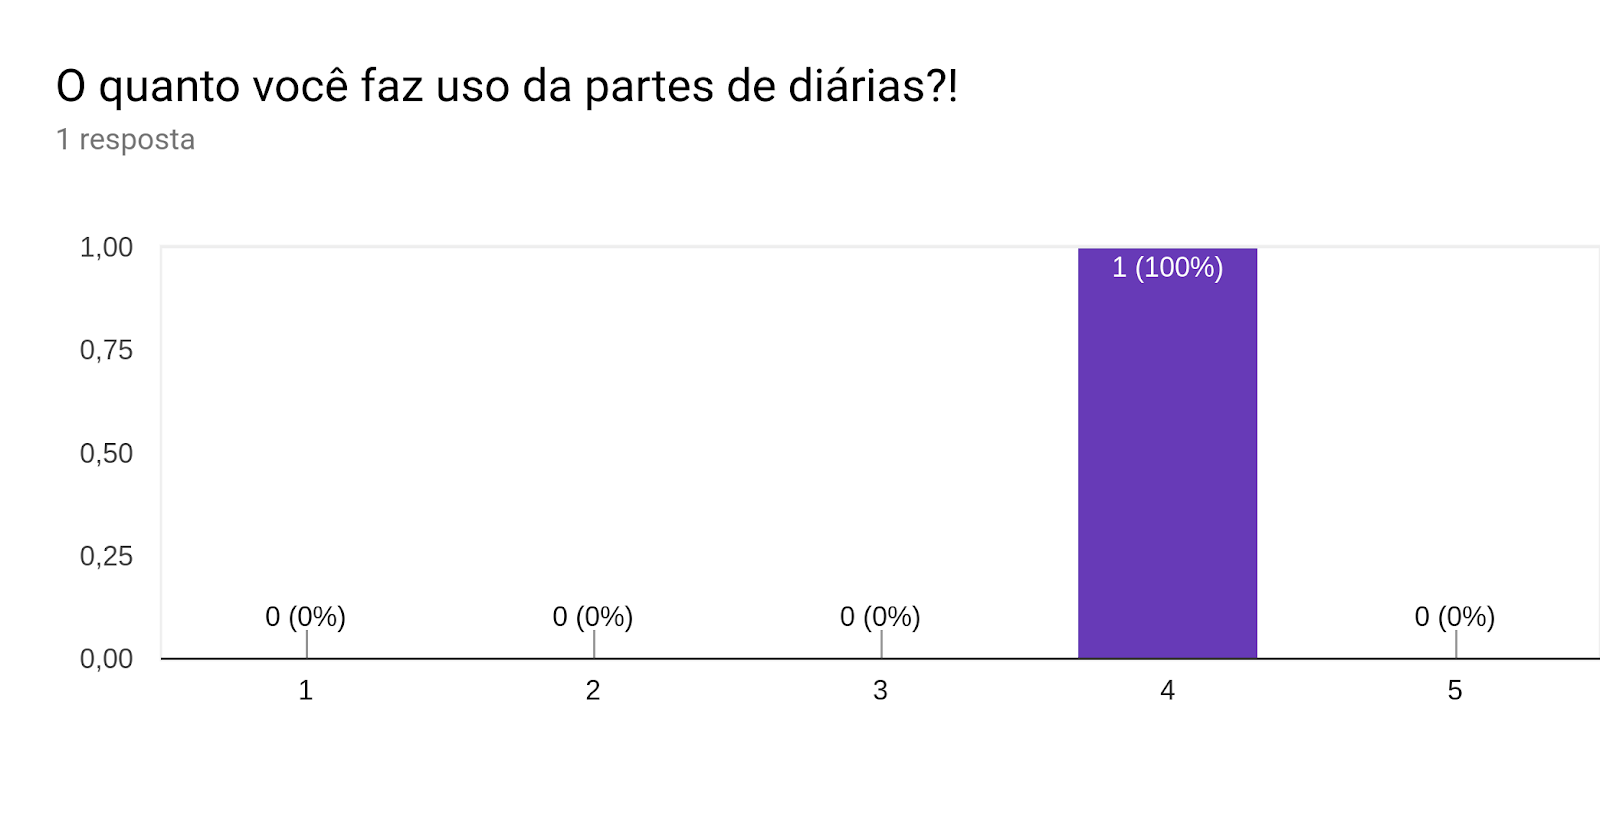 O quanto você faz uso da partes de diárias?!
1 resposta
1,00
1 (100%)
0,75
0,50
0,25
0 (0%) 0 (0%) 0 (0%) 0 (0%)
0,00
1 2 3 4 5